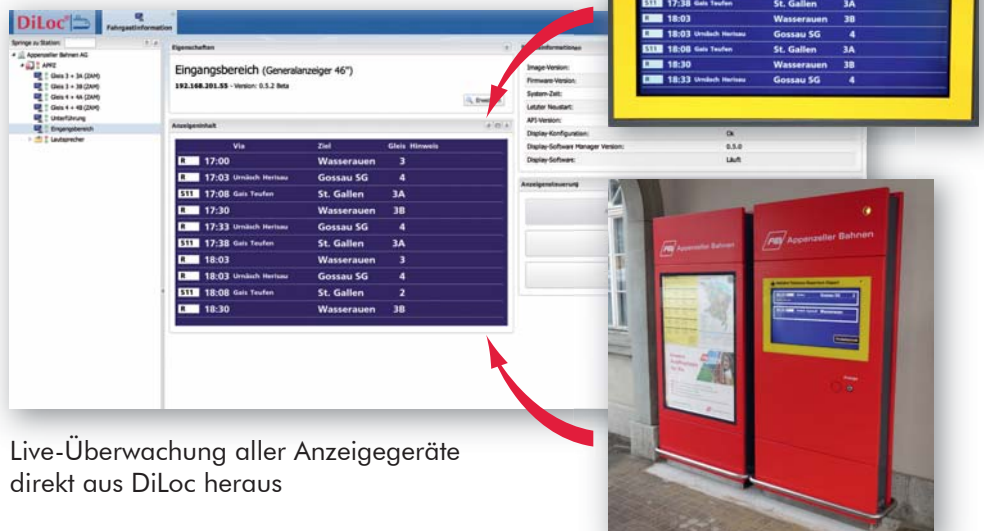 DiLoc
Fahrgastinformation
S11 17:38 Gais Teufen St. Gallen 3A
R 18:03 Wasserauen 3B
R 18:03 Urnäsch Herisau Gossau SG 4
S11 18:08 Gais Teufen St. Gallen 3A
R 18:30 Wasserauen 3B
R 18:33 Urnäsch Herisau Gossau SG 4
Springe zu Station:
Appenzeller Bahnen AG
APPZ
Gleis 3 + 3A (ZAM)
Gleis 3 + 3B (ZAM)
Gleis 4 + 4A (ZAM)
Gleis 4 + 4B (ZAM)
Unterführung
Eingangsbereich
Lautsprecher
Eigenschaften
Eingangsbereich (Generalanzeiger 46")
192.168.201.55 - Version: 0.5.2 Beta
Anzeigeninhalt
Via Ziel Gleis Hinweis
R 17:00 Wasserauen 3
R 17:03 Urnäsch Herisau Gossau SG 4
S11 17:08 Gais Teufen St. Gallen 3A
R 17:30 Wasserauen 3B
R 17:33 Urnäsch Herisau Gossau SG 4
S11 17:38 Gais Teufen St. Gallen 3A
R 18:03 Wasserauen 3
R 18:03 Urnäsch Herisau Gossau SG 4
S11 18:08 Gais Teufen St. Gallen 2
R 18:30 Wasserauen 3B
Image-Version:
Firmware-Version:
System-Zeit:
Letzter Neustart:
API-Version:
Display-Konfiguration: Ok
Display-Software Manager Version: 0.5.0
Display-Software: Läuft
Anzeigensteuerung
Appenzeller Bahnen
Appenzeller Bahnen
Gossau SG
Wasserauen
Live-Überwachung aller Anzeigegeräte
direkt aus DiLoc heraus